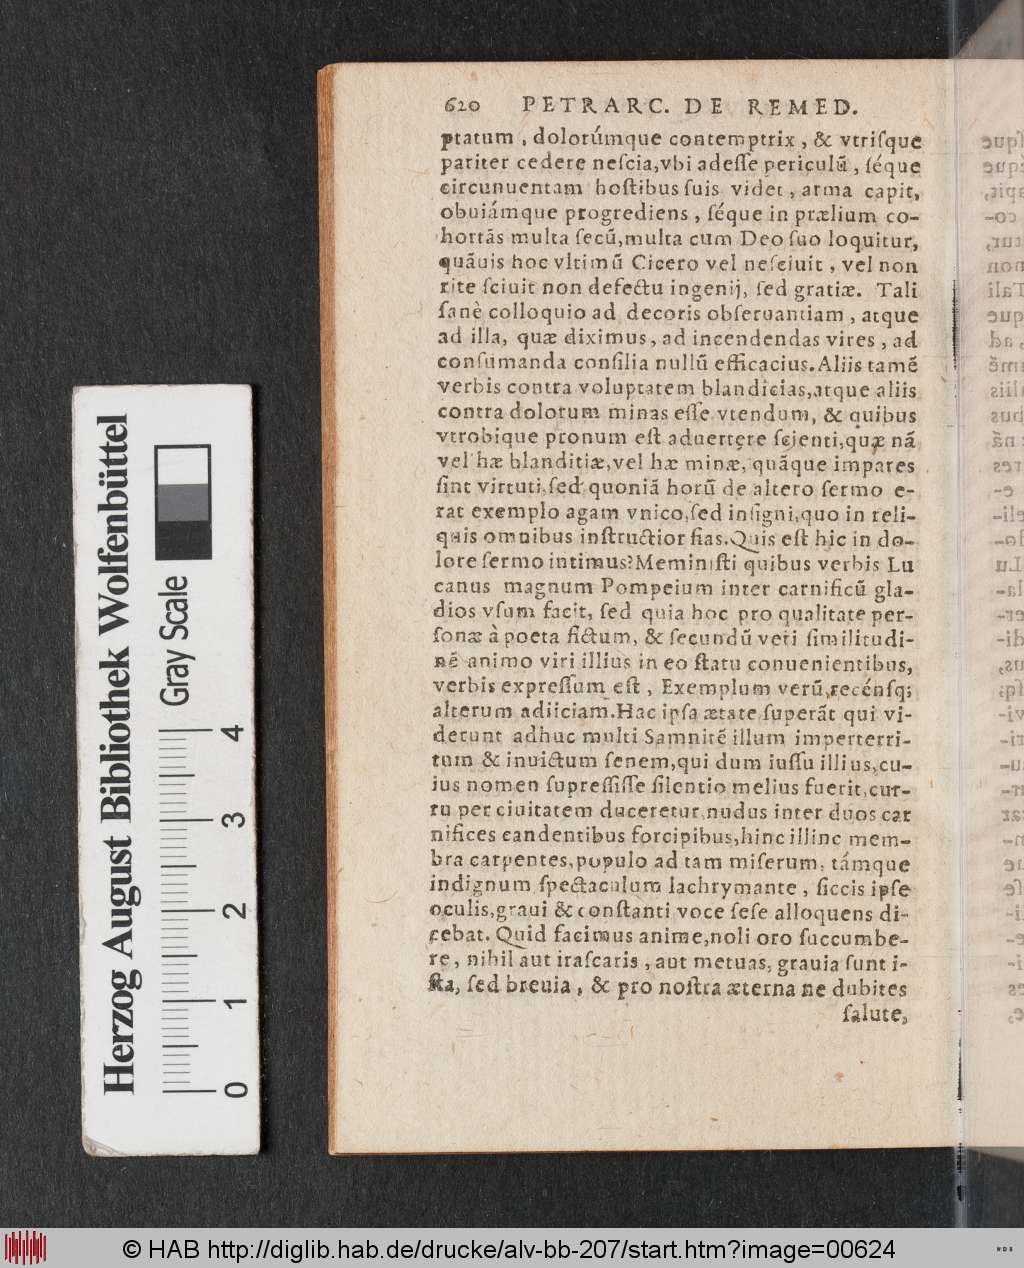 620 PETRARC. DE REMED.
ptatum, dolorúmque contemptrix, & vtriſque
pariter cedere neſcia, vbi adeſſe periculũ, ſéque
circunuentam hoſtibus ſuis videt, arma capit,
obuiámque progrediens, ſéque in prælium co-
hortãs multa ſecũ, multa cum Deo ſuo loquitur,
quãuis hoc vltimũ Cicero vel neſciuit, vel non
rite ſciuit non defectu ingenij, ſed gratiæ. Tali
ſanè colloquio ad decoris obſeruantiam, atque
ad illa, quæ diximus, ad incendendas vires, ad
conſumanda conſilia nullũ efficacius. Aliis tamẽ
verbis contra voluptatem blandicias, atque aliis
contra dolorum minas eſſe vtendum, & quibus
vtrobique pronum eſt aduertere ſcienti, quæ nã
vel hæ blanditiæ, vel hæ minæ, quãque impares
ſint virtuti, ſed quoniã horũ de altero ſermo e-
rat exemplo agam vnico, ſed inſigni, quo in reli-
quis omnibus inſtructior fias. Quis eſt hic in do-
lore ſermo intimus? Meminiſti quibus verbis Lu
canus magnum Pompeium inter carnificũ gla-
dios vſum facit, ſed quia hoc pro qualitate per-
ſonæ à poeta fictum, & ſecundũ veri ſimilitudi-
nẽ animo viri illius in eo ſtatu conuenientibus,
verbis expreſſum eſt, Exemplum verũ, recénſq;
alterum adiiciam. Hac ipſa ætate ſuperãt qui vi-
derunt adhuc multi Samnitẽ illum imperterri-
tum & inuictum ſenem, qui dum iuſſu illius, cu-
ius nomen ſupreſſiſſe ſilentio melius fuerit, cur-
ru per ciuitatem duceretur, nudus inter duos car
nifices candentibus forcipibus, hinc illinc mem-
bra carpentes, populo ad tam miſerum, támque
indignum ſpectaculum lachrymante, ſiccis ipſe
oculis, graui & conſtanti voce ſeſe alloquens di-
cebat. Quid facimus anime, noli oro ſuccumbe-
re, nihil aut iraſcaris, aut metuas, grauia ſunt i-
ſta, ſed breuia, & pro noſtra æterna ne dubites
ſalute,
Herzog August Bibliothek Wolfenbüttel
Gray Scale
0 1 2 3 4
© HAB http://diglib.hab.de/drucke/alv-bb-207/start.htm?image=00624